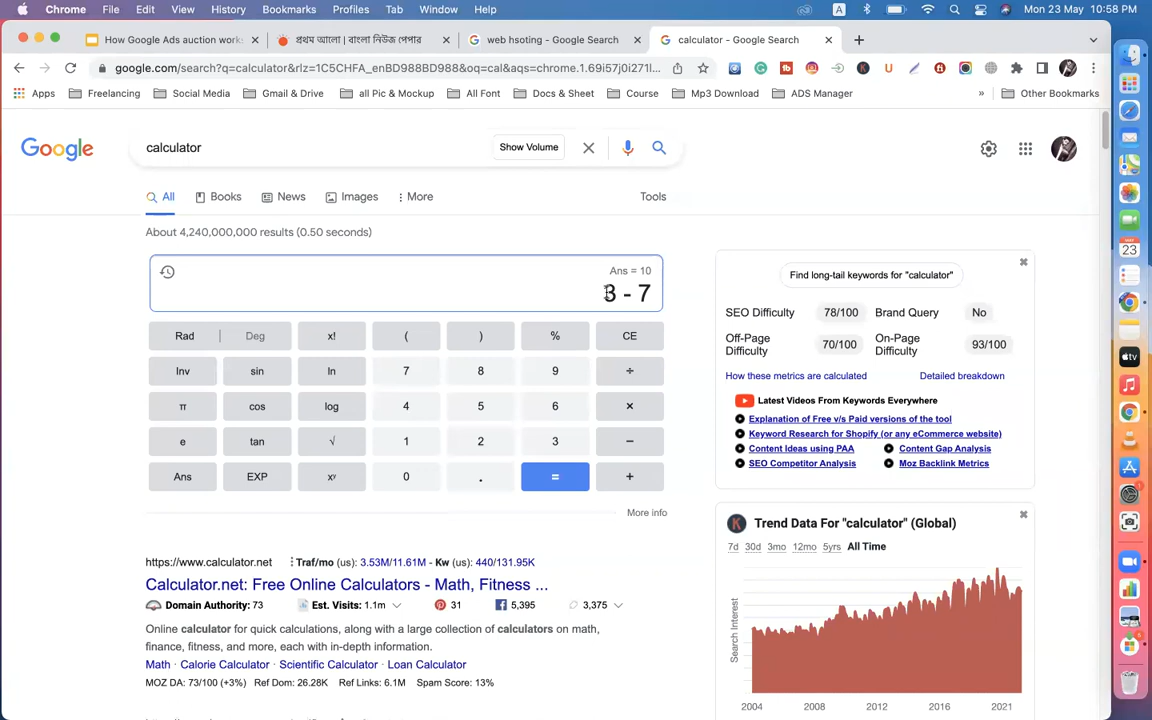 Chrome File Edit View History Bookmarks Profiles Tab Window Help A Mon 23 May 10:58 PM
How Google Ads auction work
প্রথম আলো | বাংলা নিউজ পেপার
web hsoting - Google Search
calculator - Google Search
google.com/search?q=calculator&rlz=1C5CHFA_enBD988BD988&oq=cal&aqs=chrome.1.69i57j0i271l...
Apps Freelancing Social Media Gmail & Drive all Pik & Mockup All Font Docs & Sheet Course Mp3 Download ADS Manager » Other Bookmarks
Google calculator Show Volume
All Books News Images More Tools
About 4,240,000,000 results (0.50 seconds)
Ans = 10
3 - 7
Rad Deg x! ( ) % CE
Inv sin ln 7 8 9 ÷
π cos log 4 5 6 ×
e tan √ 1 2 3 −
Ans EXP xʸ 0 . = +
More info
Find long-tail keywords for "calculator"
SEO Difficulty 78/100 Brand Query No
Off-Page Difficulty 70/100 On-Page Difficulty 93/100
How these metrics are calculated Detailed breakdown
Latest Videos From Keywords Everywhere
Explanation of Free v/s Paid versions of the tool
Keyword Research for Shopify (or any eCommerce website)
Content Ideas using PAA Content Gap Analysis
SEO Competitor Analysis Moz Backlink Metrics
Trend Data For "calculator" (Global)
7d 30d 3mo 12mo 5yrs All Time
Search Interest
2004 2008 2012 2016 2021
https://www.calculator.net Traf/mo (us): 3.53M/11.61M - Kw (us): 440/131.95K
Calculator.net: Free Online Calculators - Math, Fitness ...
Domain Authority: 73 Est. Visits: 1.1m 31 5,395 3,375
Online calculator for quick calculations, along with a large collection of calculators on math,
finance, fitness, and more, each with in-depth information.
Math · Calorie Calculator · Scientific Calculator · Loan Calculator
MOZ DA: 73/100 (+3%) Ref Dom: 26.28K Ref Links: 6.1M Spam Score: 13%
23
tv